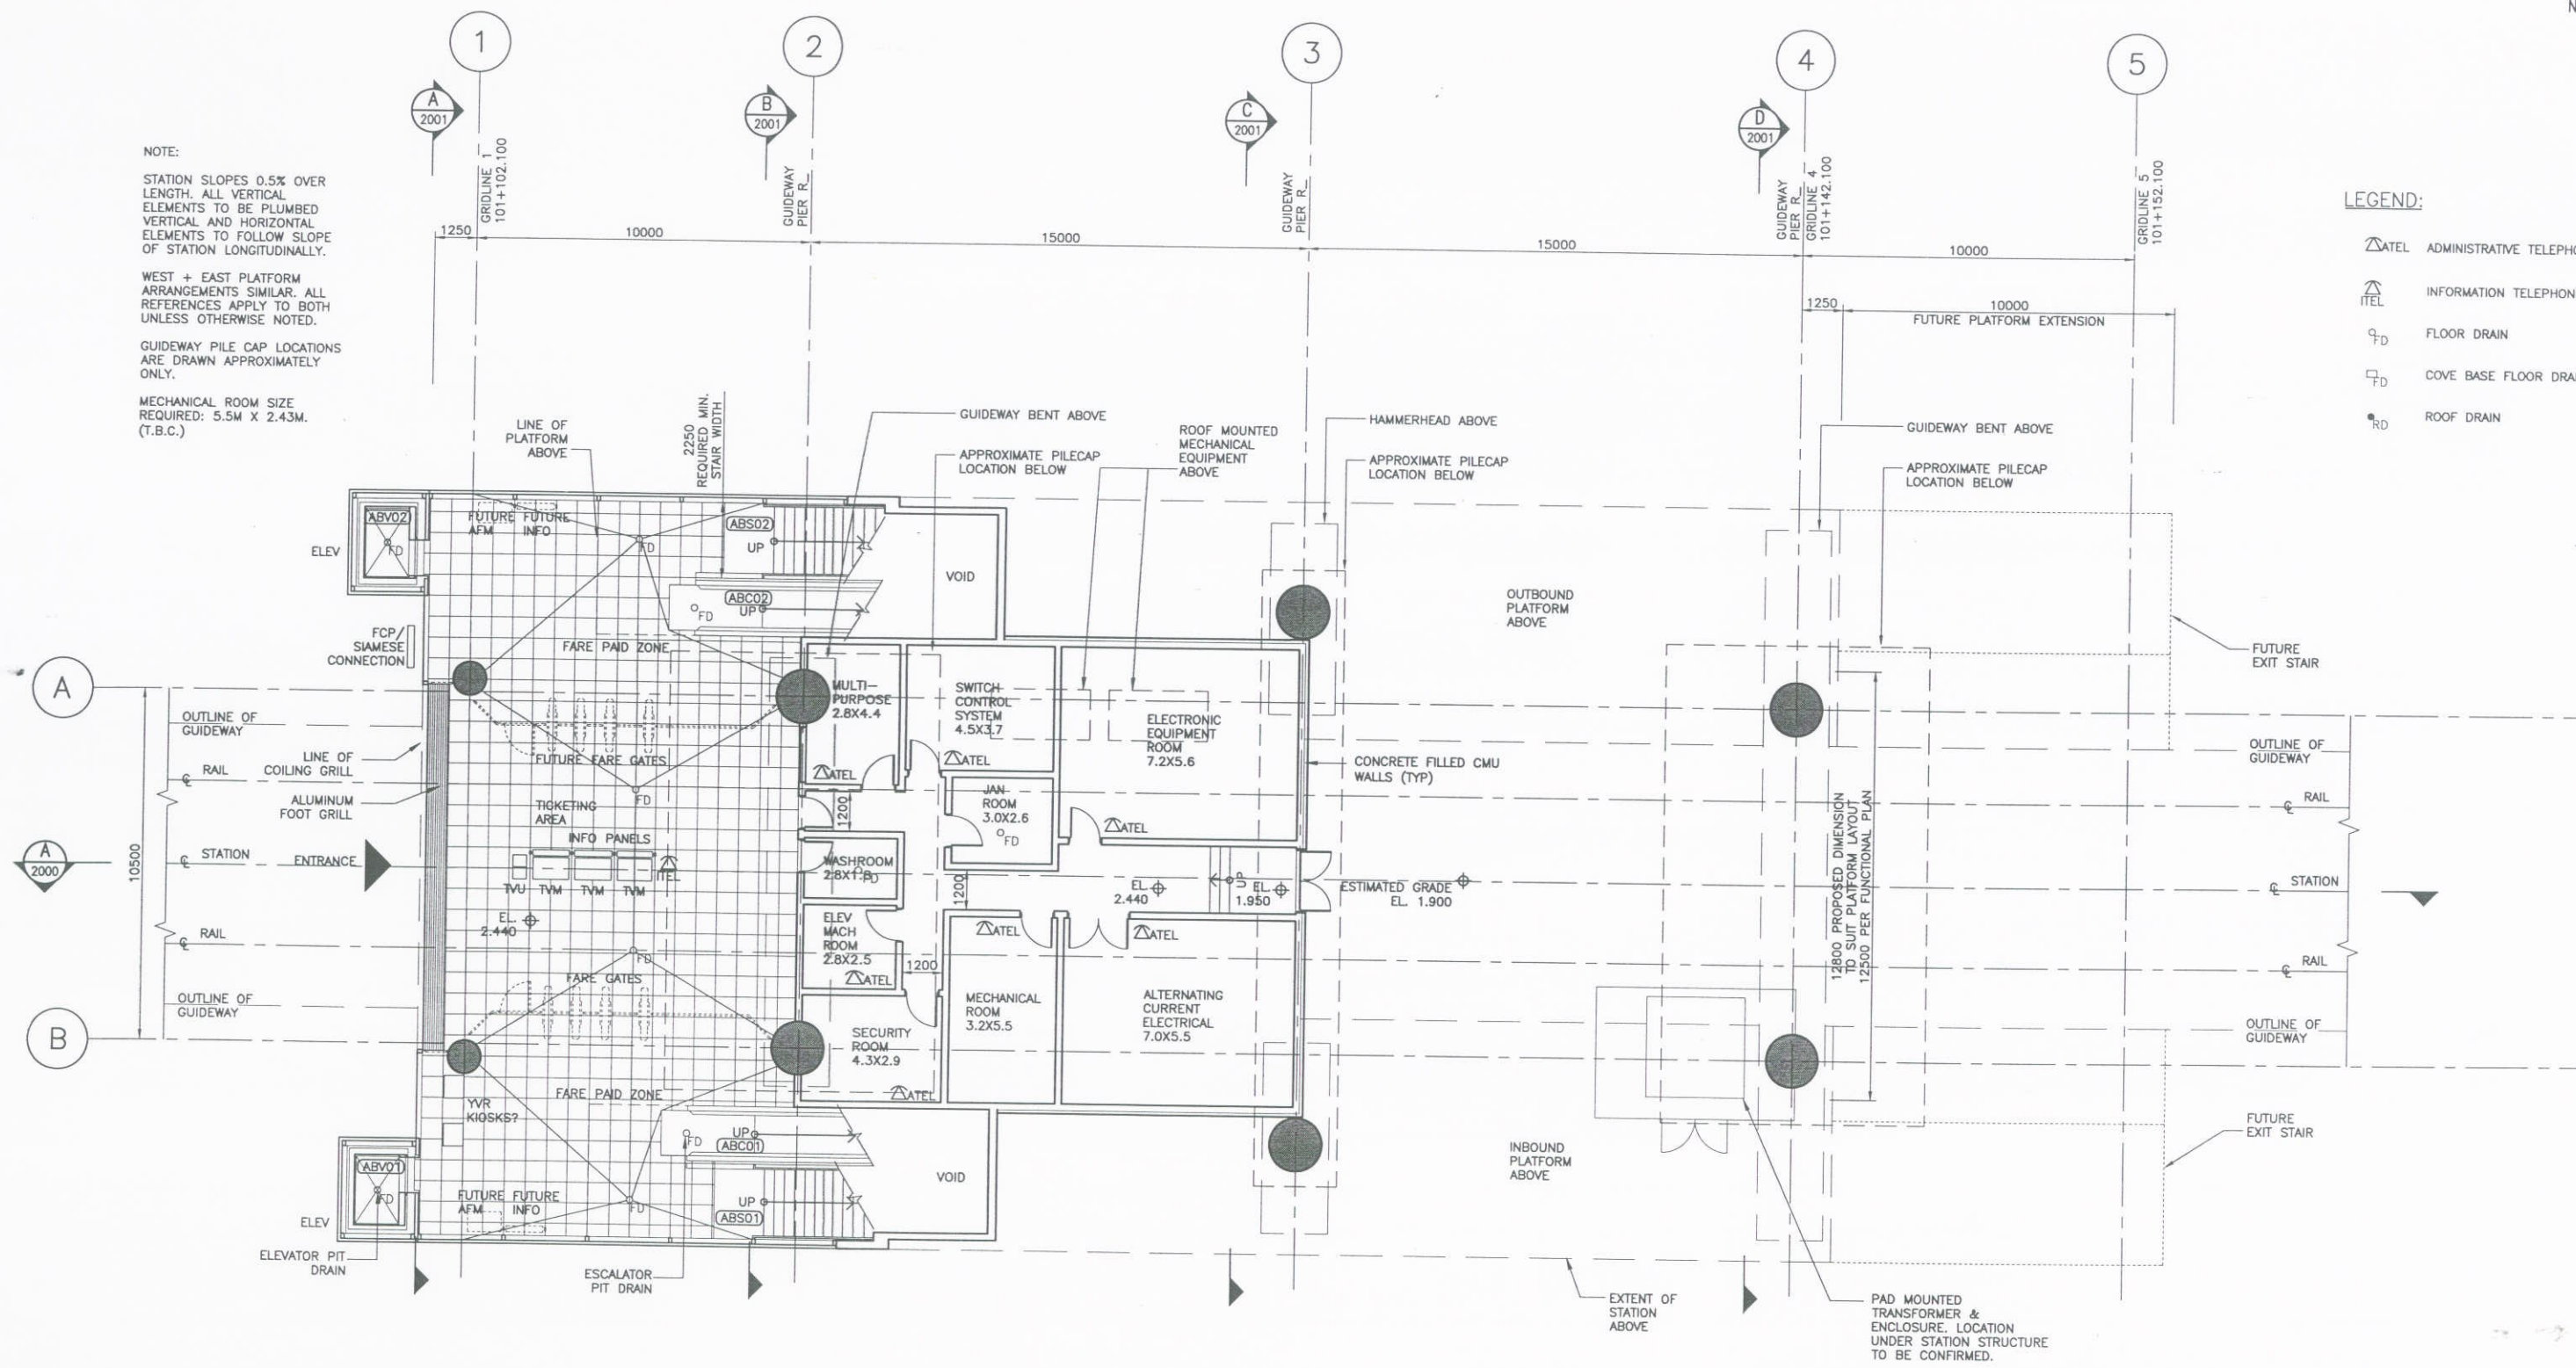 1
2
3
4
5
A
2001
B
2001
C
2001
D
2001
GRIDLINE 1
101+102.100
GUIDEWAY
PIER R_
GUIDEWAY
PIER R_
GUIDEWAY
PIER R_
GRIDLINE 4
101+142.100
GRIDLINE 5
101+152.100
1250
10000
15000
15000
10000
1250
10000
FUTURE PLATFORM EXTENSION
NOTE:
STATION SLOPES 0.5% OVER
LENGTH. ALL VERTICAL
ELEMENTS TO BE PLUMBED
VERTICAL AND HORIZONTAL
ELEMENTS TO FOLLOW SLOPE
OF STATION LONGITUDINALLY.
WEST + EAST PLATFORM
ARRANGEMENTS SIMILAR. ALL
REFERENCES APPLY TO BOTH
UNLESS OTHERWISE NOTED.
GUIDEWAY PILE CAP LOCATIONS
ARE DRAWN APPROXIMATELY
ONLY.
MECHANICAL ROOM SIZE
REQUIRED: 5.5M X 2.43M.
(T.B.C.)
LEGEND:
ATEL ADMINISTRATIVE TELEPHO
ITEL INFORMATION TELEPHON
FD FLOOR DRAIN
FD COVE BASE FLOOR DRA
RD ROOF DRAIN
LINE OF
PLATFORM
ABOVE
2250
REQUIRED MIN.
STAIR WIDTH
GUIDEWAY BENT ABOVE
APPROXIMATE PILECAP
LOCATION BELOW
ROOF MOUNTED
MECHANICAL
EQUIPMENT
ABOVE
HAMMERHEAD ABOVE
APPROXIMATE PILECAP
LOCATION BELOW
GUIDEWAY BENT ABOVE
APPROXIMATE PILECAP
LOCATION BELOW
ELEV
ABV02
FD
FUTURE FUTURE
AFM INFO
FD
ABS02
UP
ABC02
UP
FD
VOID
FCP/
SIAMESE
CONNECTION
FARE PAID ZONE
OUTBOUND
PLATFORM
ABOVE
FUTURE
EXIT STAIR
A
OUTLINE OF
GUIDEWAY
LINE OF
COILING GRILL
RAIL
ALUMINUM
FOOT GRILL
A
2000
10500
STATION
ENTRANCE
RAIL
OUTLINE OF
GUIDEWAY
B
FUTURE FARE GATES
FD
TICKETING
AREA
INFO PANELS
TVU TVM TVM TVM
ITEL
EL.
2.440
FD
FARE GATES
FARE PAID ZONE
YVR
KIOSKS?
MULTI-
PURPOSE
2.8X4.4
ATEL
SWITCH
CONTROL
SYSTEM
4.5X3.7
ATEL
ELECTRONIC
EQUIPMENT
ROOM
7.2X5.6
ATEL
JAN
ROOM
3.0X2.6
FD
1200
WASHROOM
2.8X1.8
FD
1200
ELEV
MACH
ROOM
2.8X2.5
ATEL
1200
SECURITY
ROOM
4.3X2.9
ATEL
ATEL
MECHANICAL
ROOM
3.2X5.5
ATEL
ALTERNATING
CURRENT
ELECTRICAL
7.0X5.5
EL.
2.440
UP
EL.
1.950
ESTIMATED GRADE
EL. 1.900
CONCRETE FILLED CMU
WALLS (TYP)
12800 PROPOSED DIMENSION
TO SUIT PLATFORM LAYOUT
12500 PER FUNCTIONAL PLAN
OUTLINE OF
GUIDEWAY
RAIL
STATION
RAIL
OUTLINE OF
GUIDEWAY
FUTURE
EXIT STAIR
INBOUND
PLATFORM
ABOVE
FD
UP
ABC01
UP
ABS01
VOID
ABV01
FD
ELEV
FUTURE FUTURE
AFM INFO
FD
ELEVATOR PIT
DRAIN
ESCALATOR
PIT DRAIN
EXTENT OF
STATION
ABOVE
PAD MOUNTED
TRANSFORMER &
ENCLOSURE. LOCATION
UNDER STATION STRUCTURE
TO BE CONFIRMED.